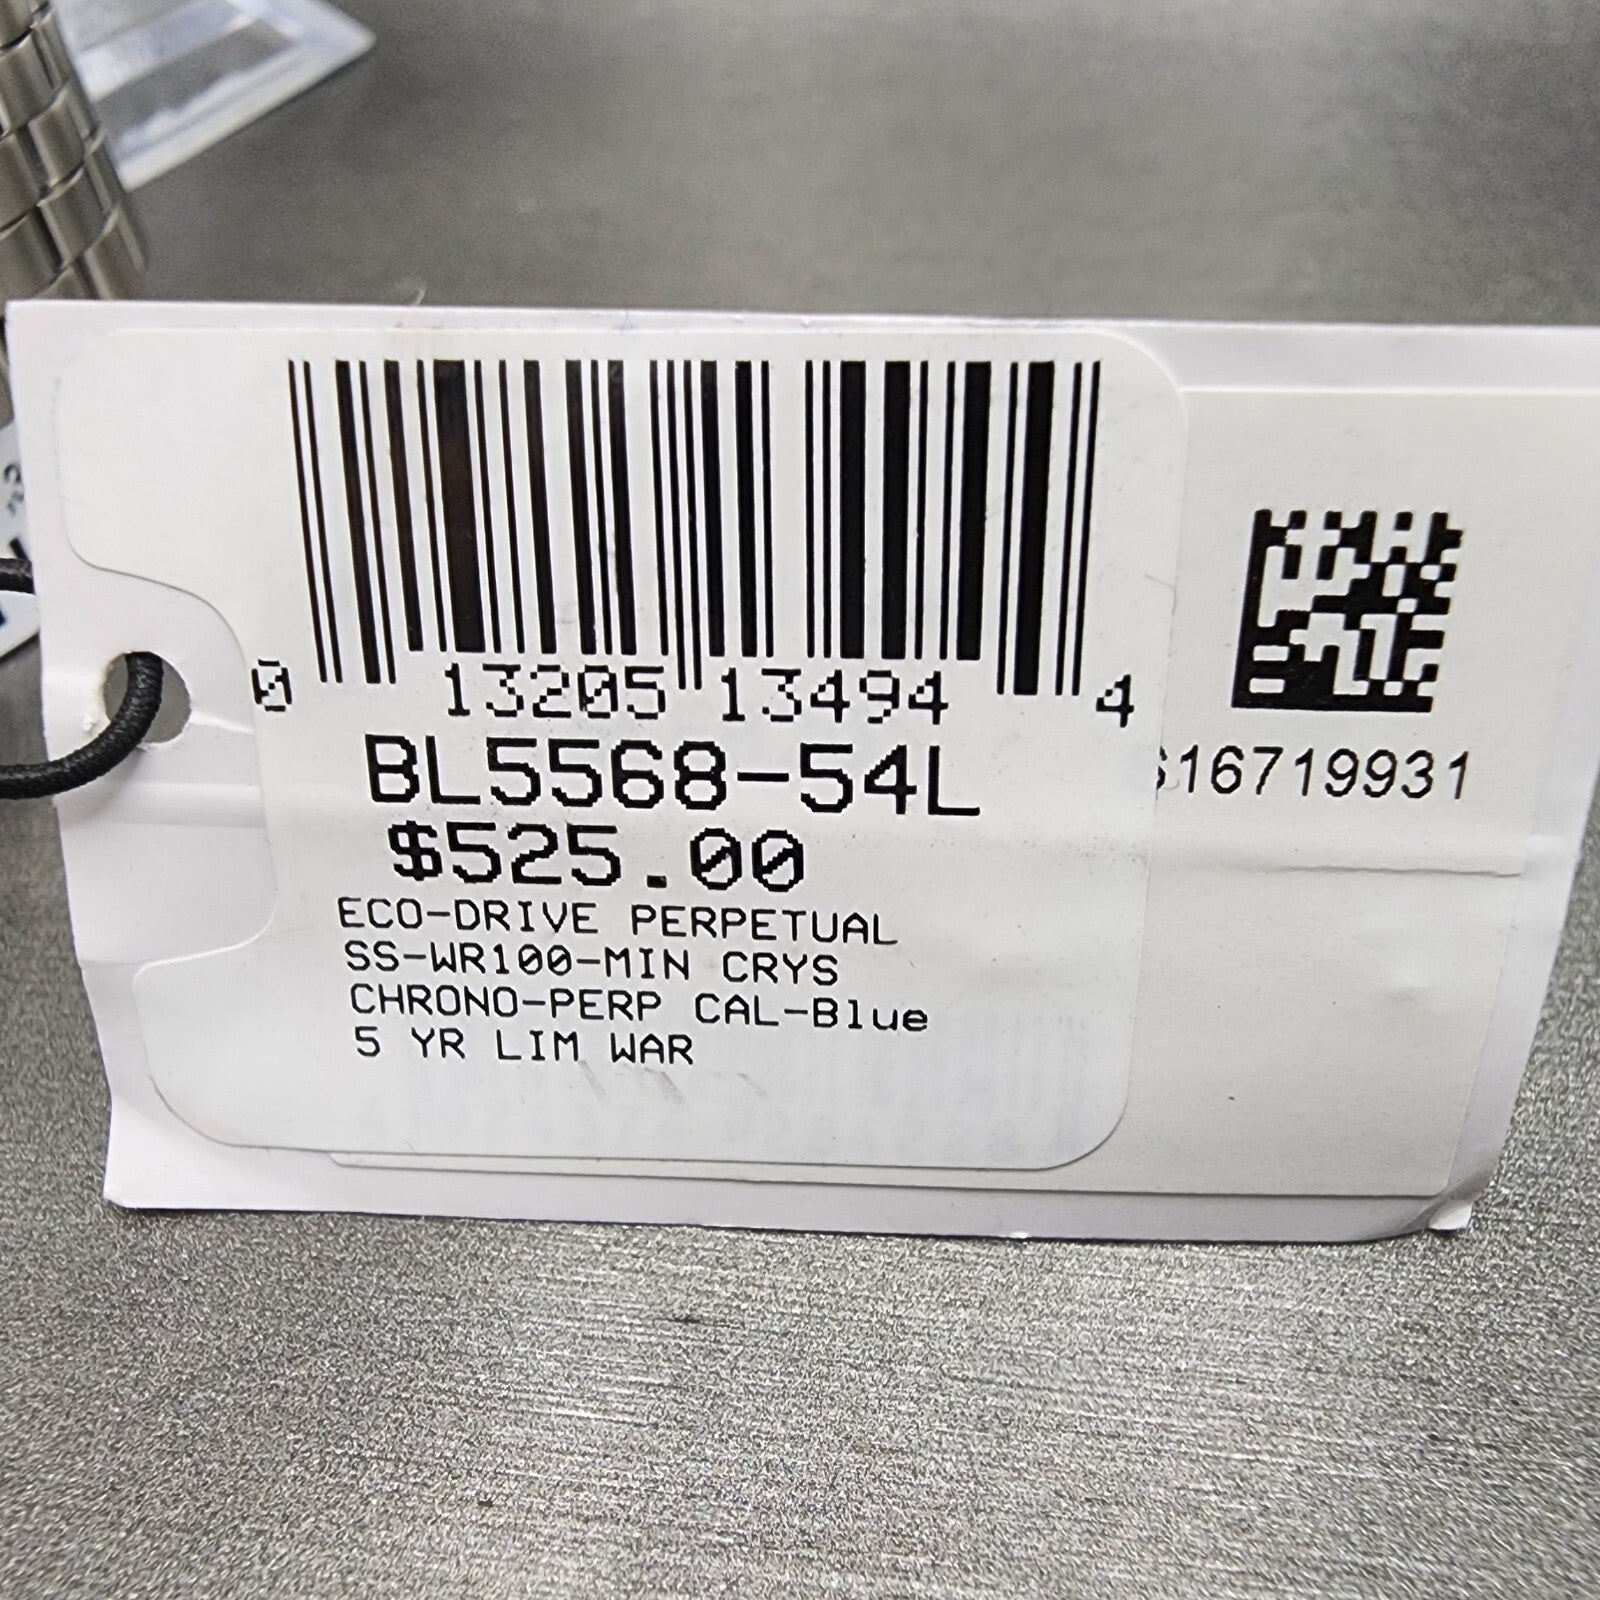 0 13205 13494 4
BL5568-54L
$525.00
ECO-DRIVE PERPETUAL
SS-WR100-MIN CRYS
CHRONO-PERP CAL-Blue
5 YR LIM WAR
16719931